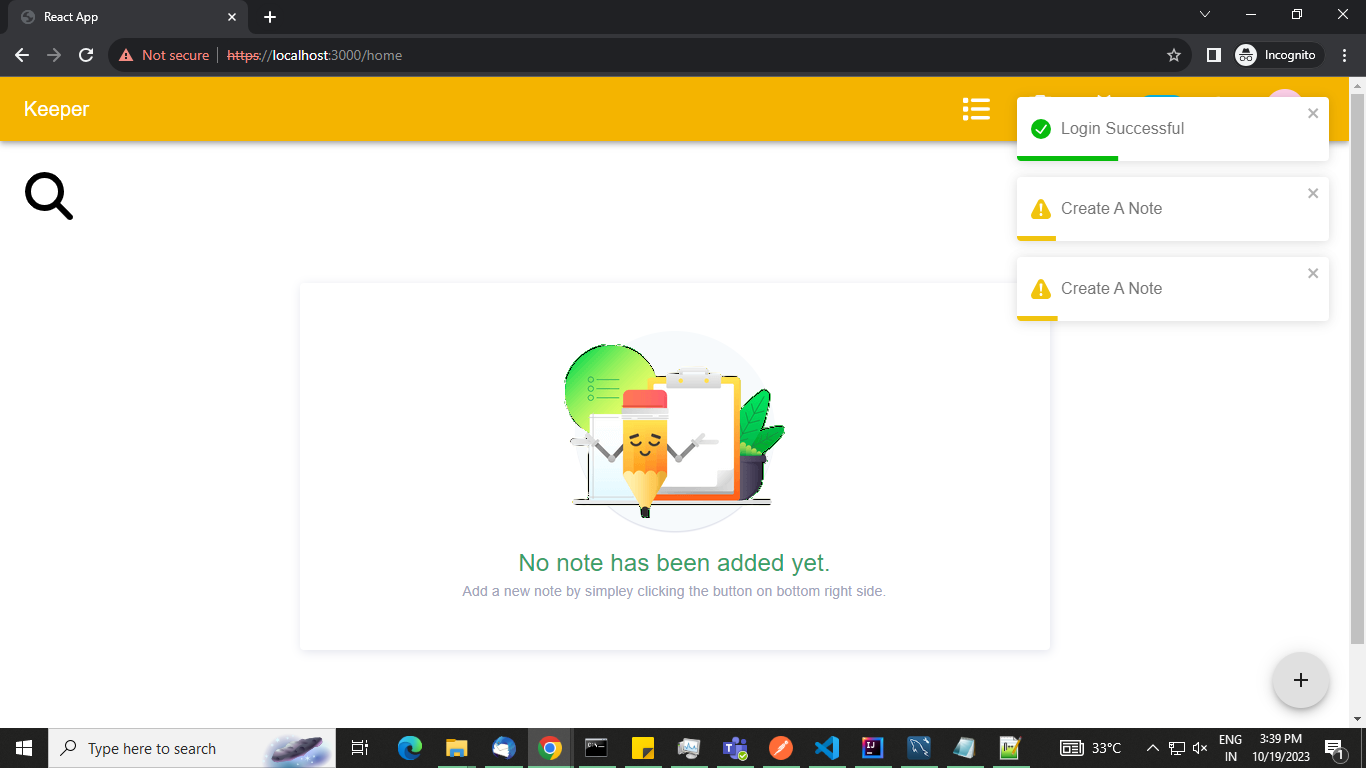 React App
Not secure
https://localhost:3000/home
Incognito
Keeper
Login Successful
Create A Note
Create A Note
No note has been added yet.
Add a new note by simpley clicking the button on bottom right side.
Type here to search
33°C
ENG
IN
3:39 PM
10/19/2023
1